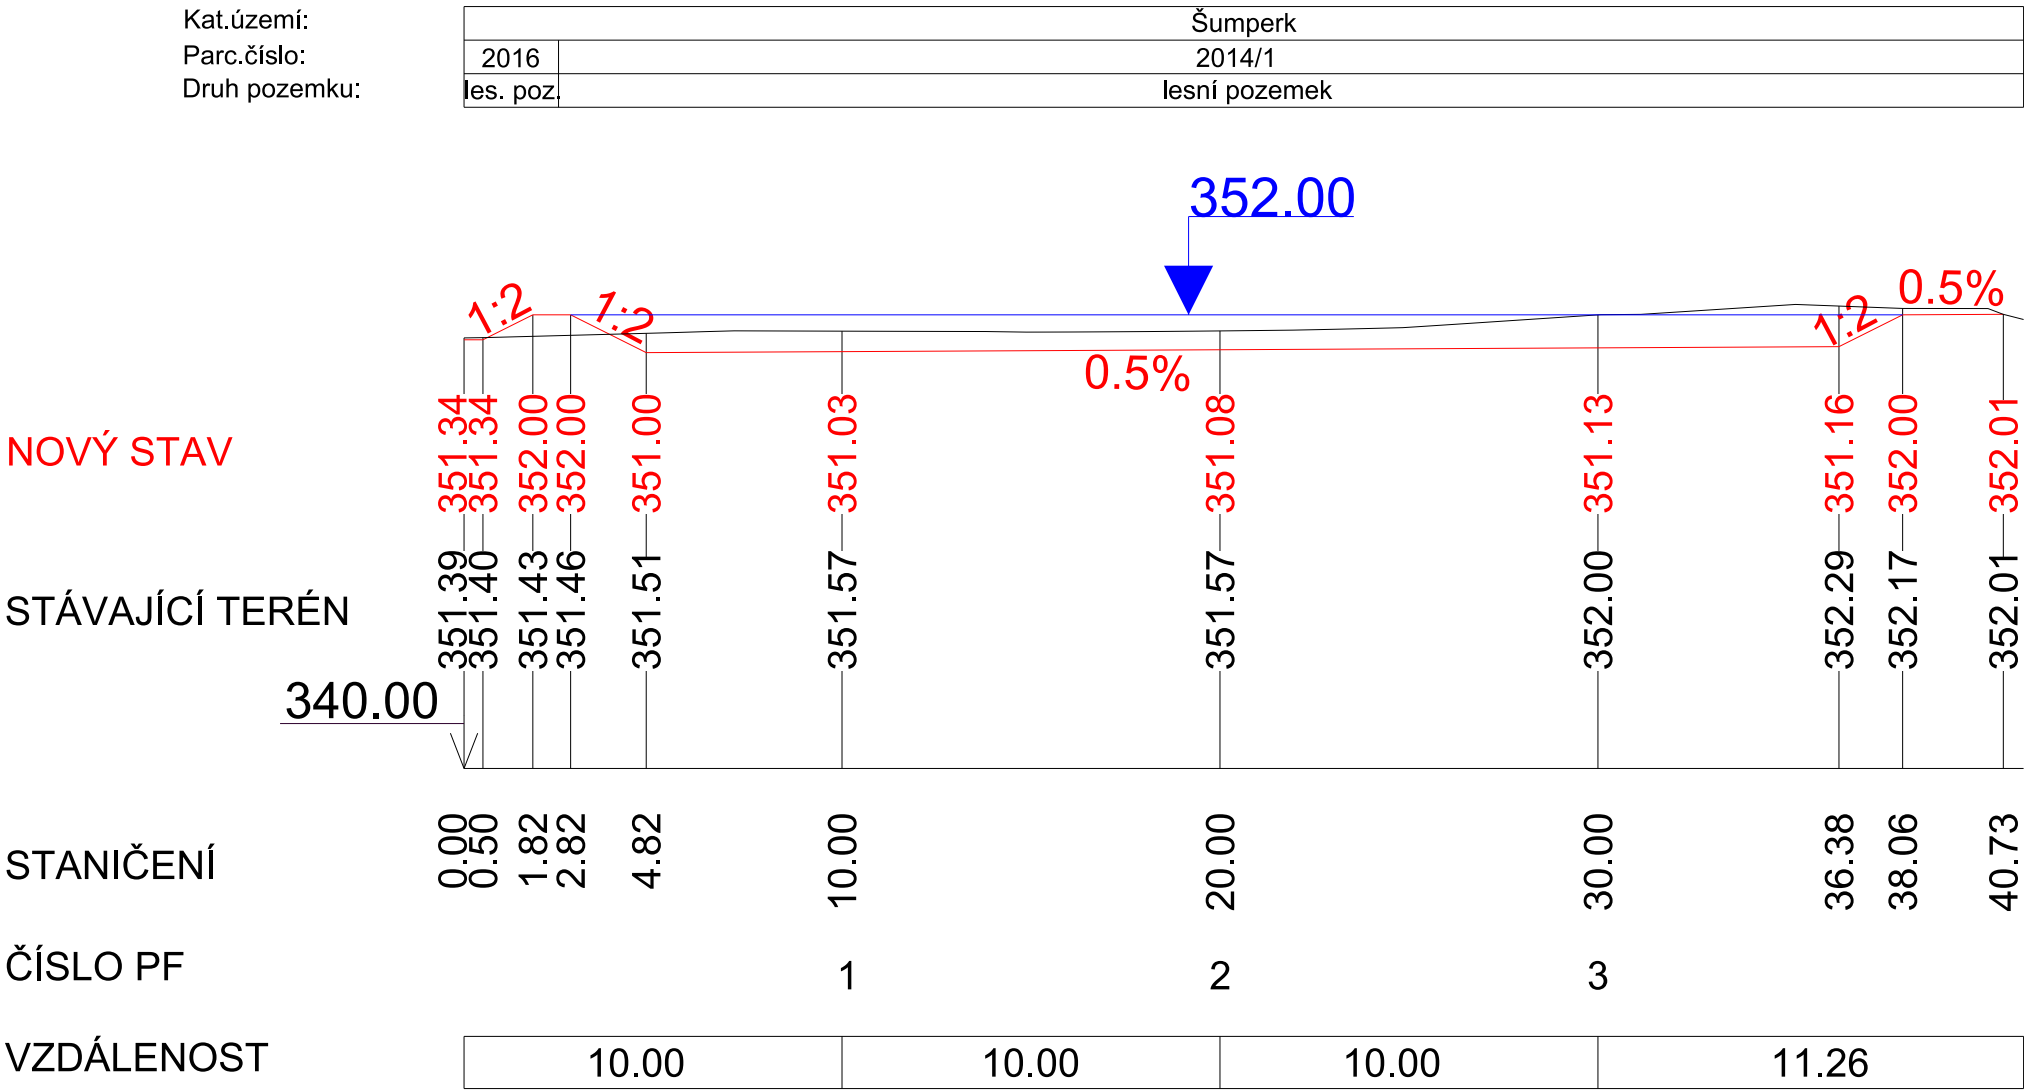 Kat.území: Šumperk
Parc.číslo: 2016 2014/1
Druh pozemku: les. poz. lesní pozemek
352.00
1:2 1:2 0.5% 1:2 0.5%
NOVÝ STAV 351.34 351.34 352.00 352.00 351.00 351.03 351.08 351.13 351.16 352.00 352.01
STÁVAJÍCÍ TERÉN 351.39 351.40 351.43 351.46 351.51 351.57 351.57 352.00 352.29 352.17 352.01
340.00
STANIČENÍ 0.00 0.50 1.82 2.82 4.82 10.00 20.00 30.00 36.38 38.06 40.73
ČÍSLO PF 1 2 3
VZDÁLENOST 10.00 10.00 10.00 11.26